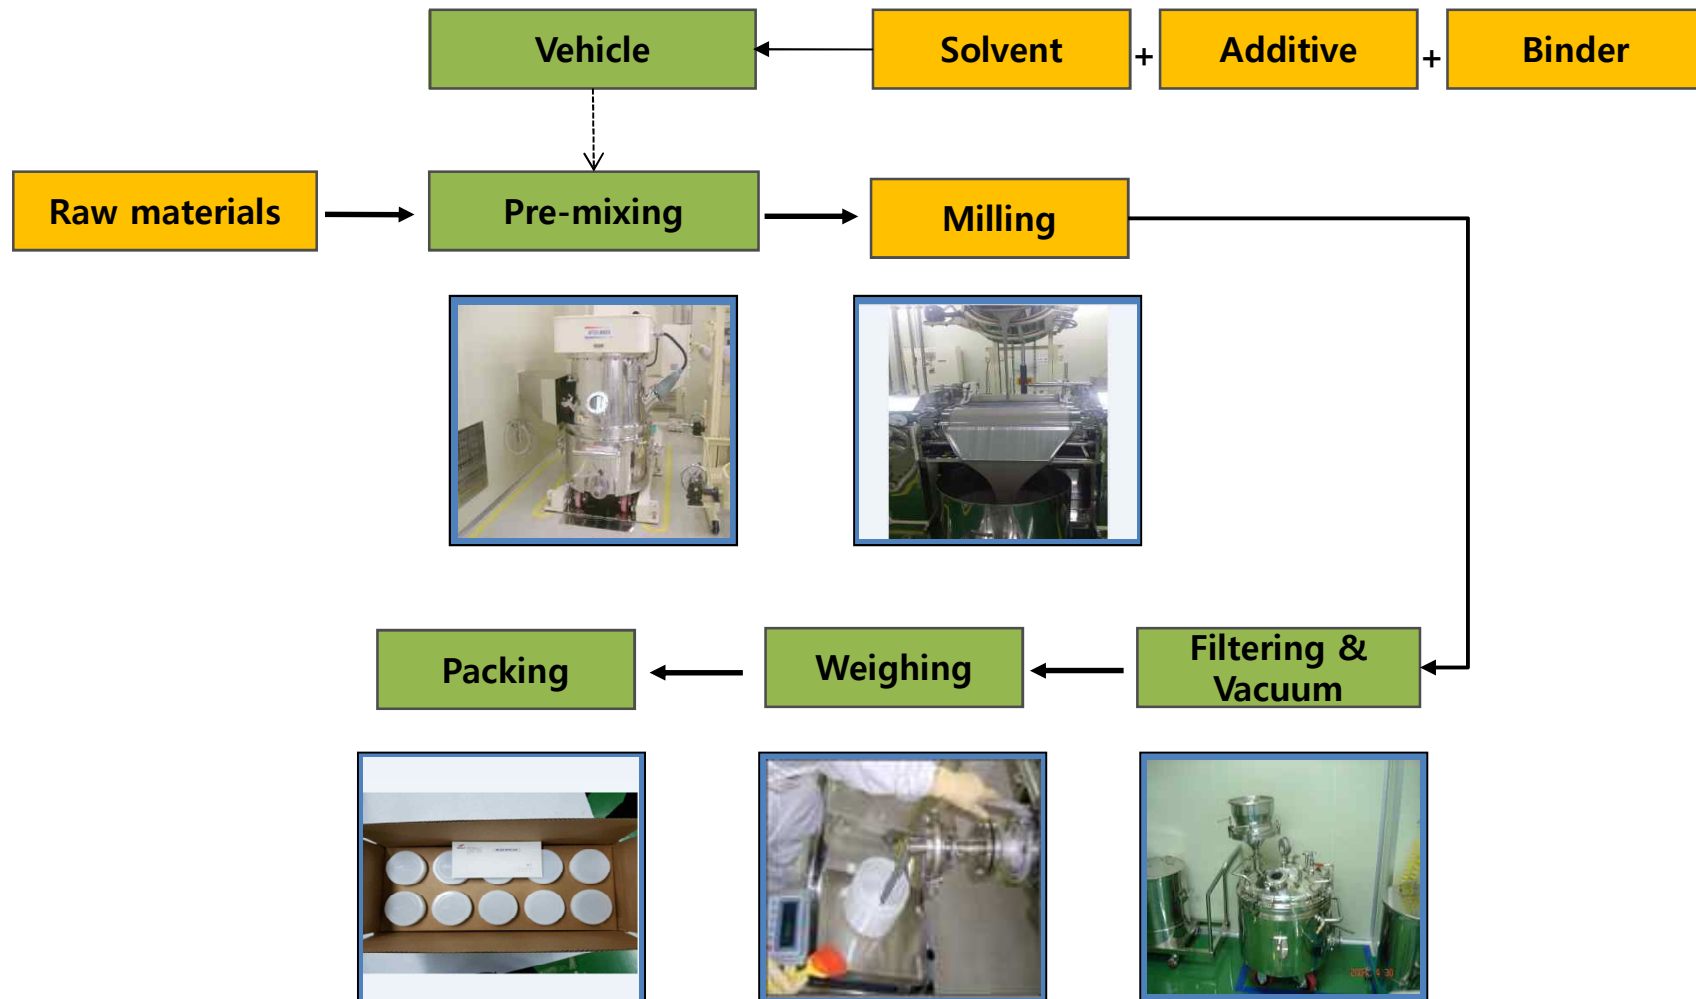 Vehicle
Solvent + Additive + Binder
Raw materials
Pre-mixing
Milling
Packing
Weighing
Filtering &
Vacuum